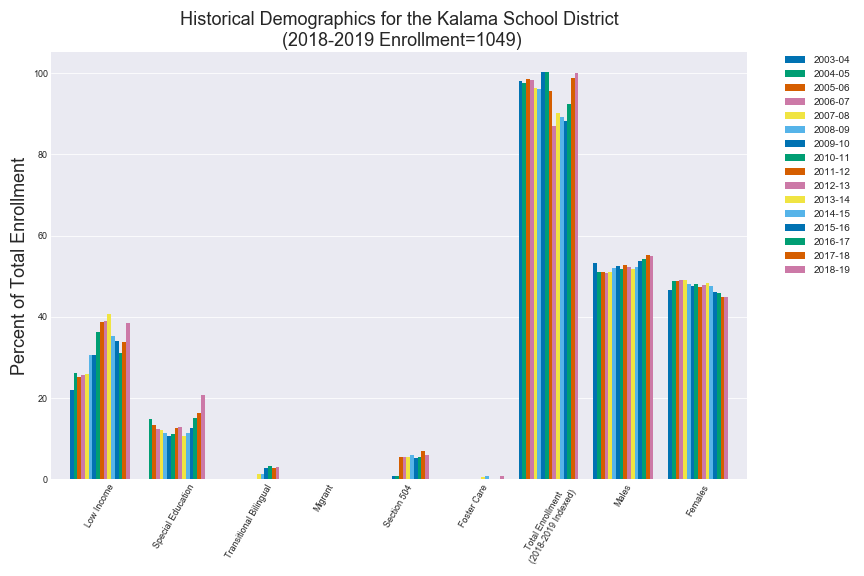 Historical Demographics for the Kalama School District
(2018-2019 Enrollment=1049)
Percent of Total Enrollment
100
80
60
40
20
0
Low Income
Special Education
Transitional Bilingual
Migrant
Section 504
Foster Care
Total Enrollment
(2018-2019 Indexed)
Males
Females
2003-04
2004-05
2005-06
2006-07
2007-08
2008-09
2009-10
2010-11
2011-12
2012-13
2013-14
2014-15
2015-16
2016-17
2017-18
2018-19